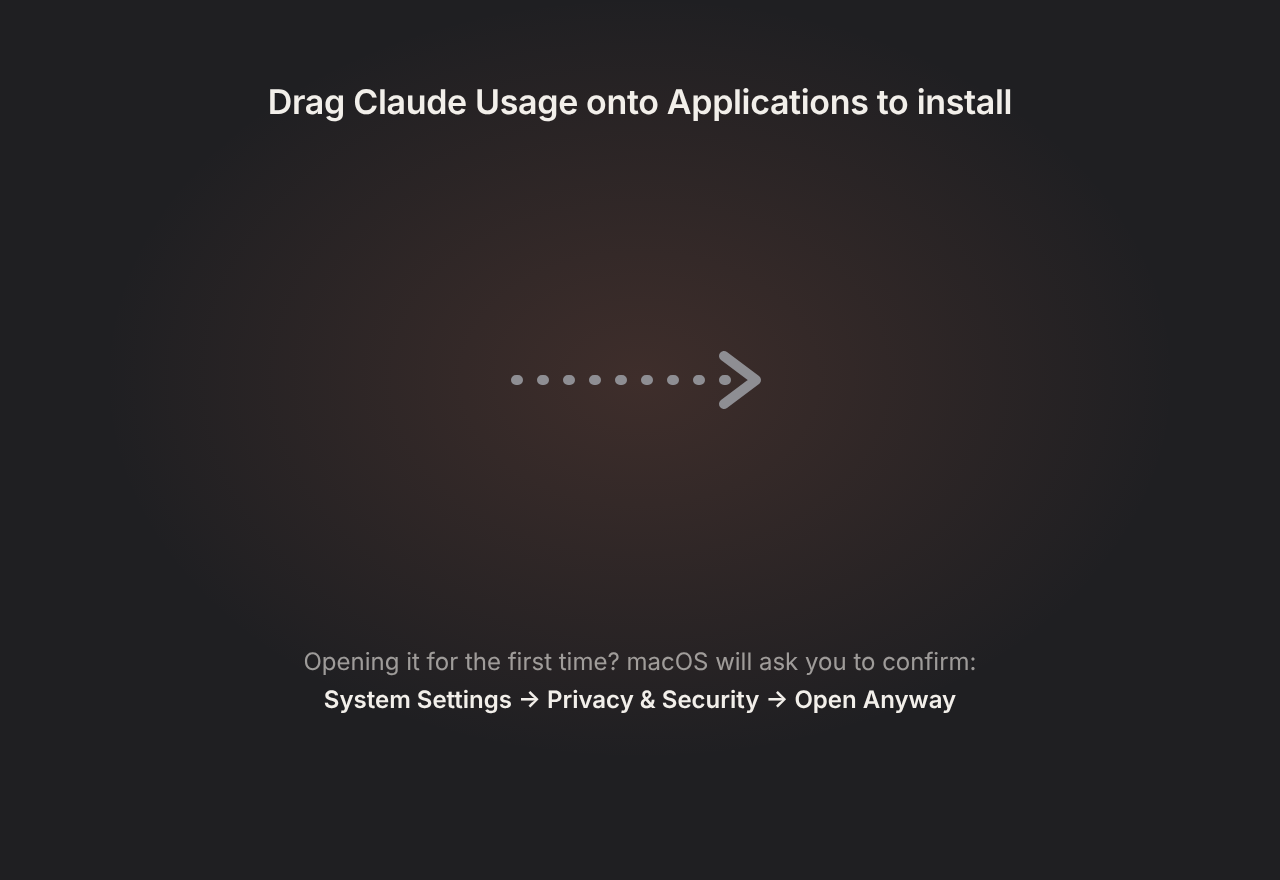 Drag Claude Usage onto Applications to install
Opening it for the first time? macOS will ask you to confirm:
System Settings → Privacy & Security → Open Anyway